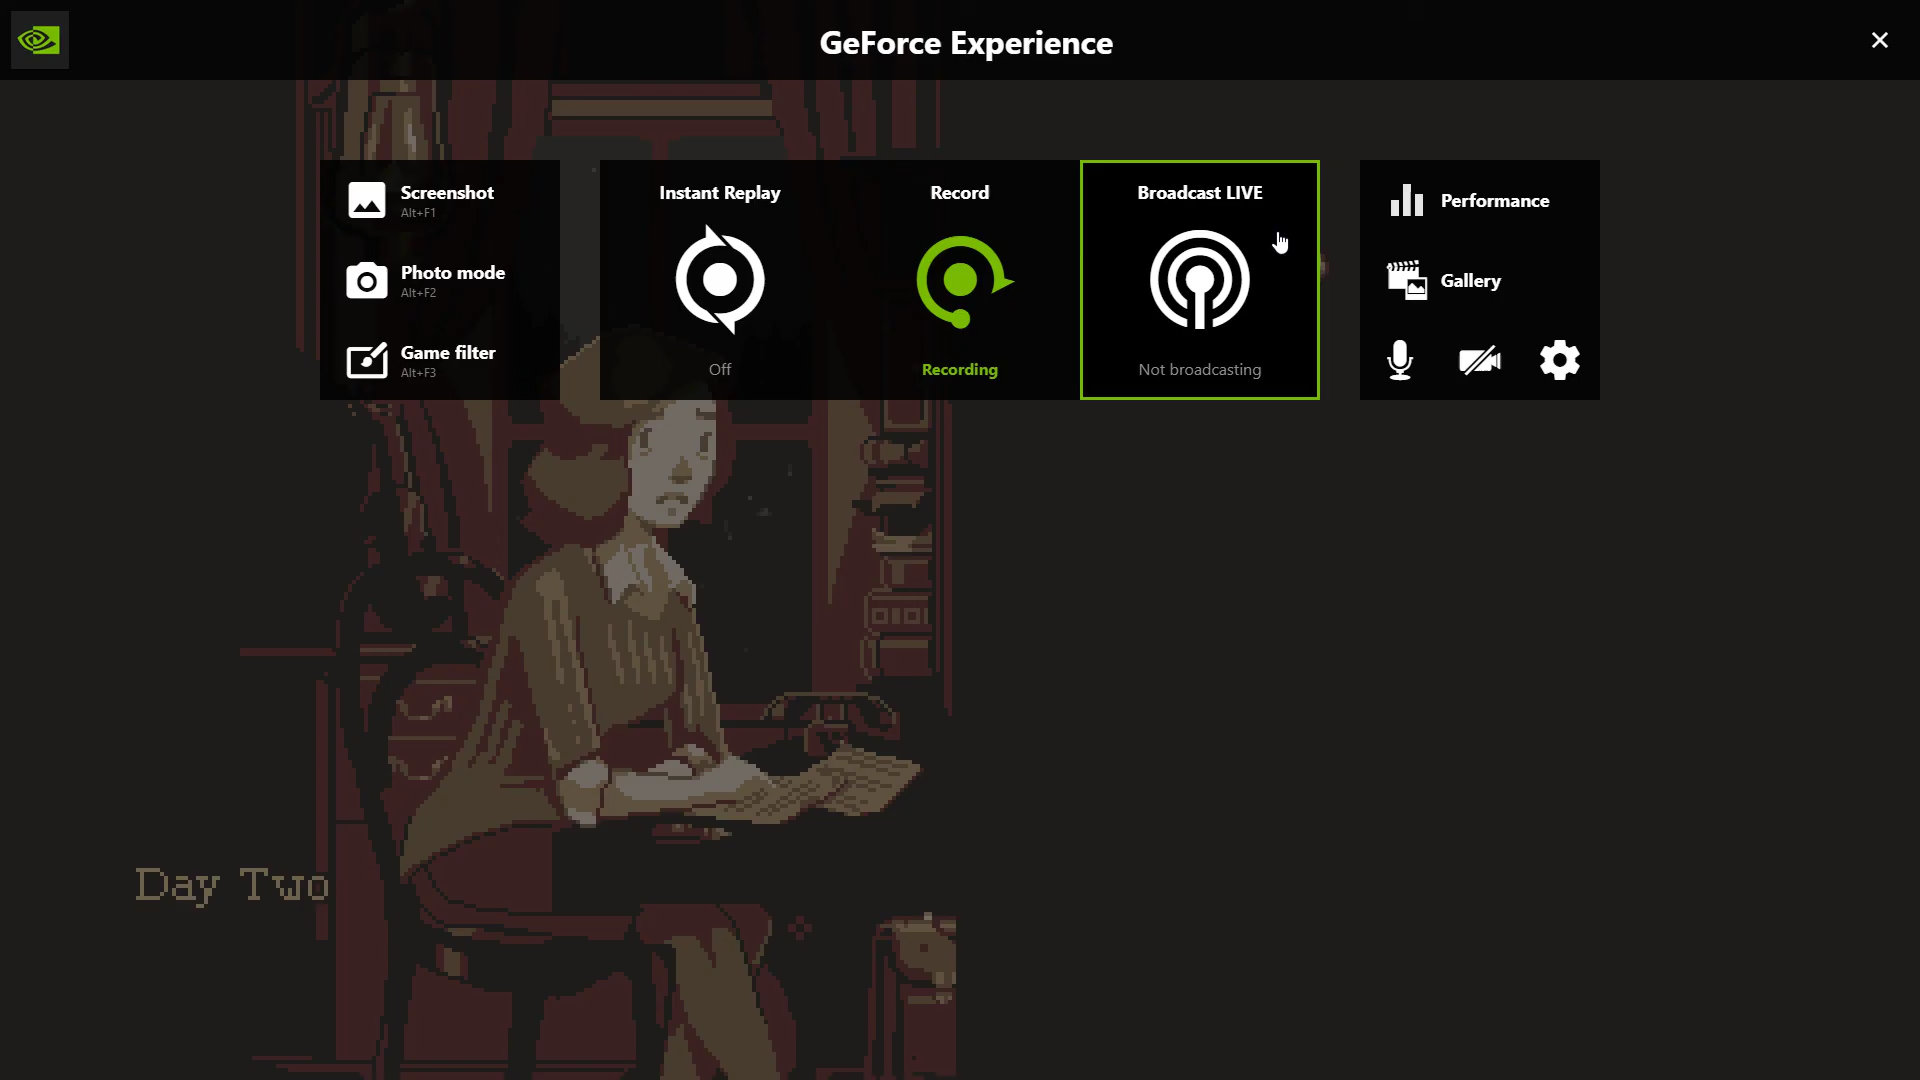 GeForce Experience
Screenshot
Alt+F1
Photo mode
Alt+F2
Game filter
Alt+F3
Instant Replay
Off
Record
Recording
Broadcast LIVE
Not broadcasting
Performance
Gallery
Day Two